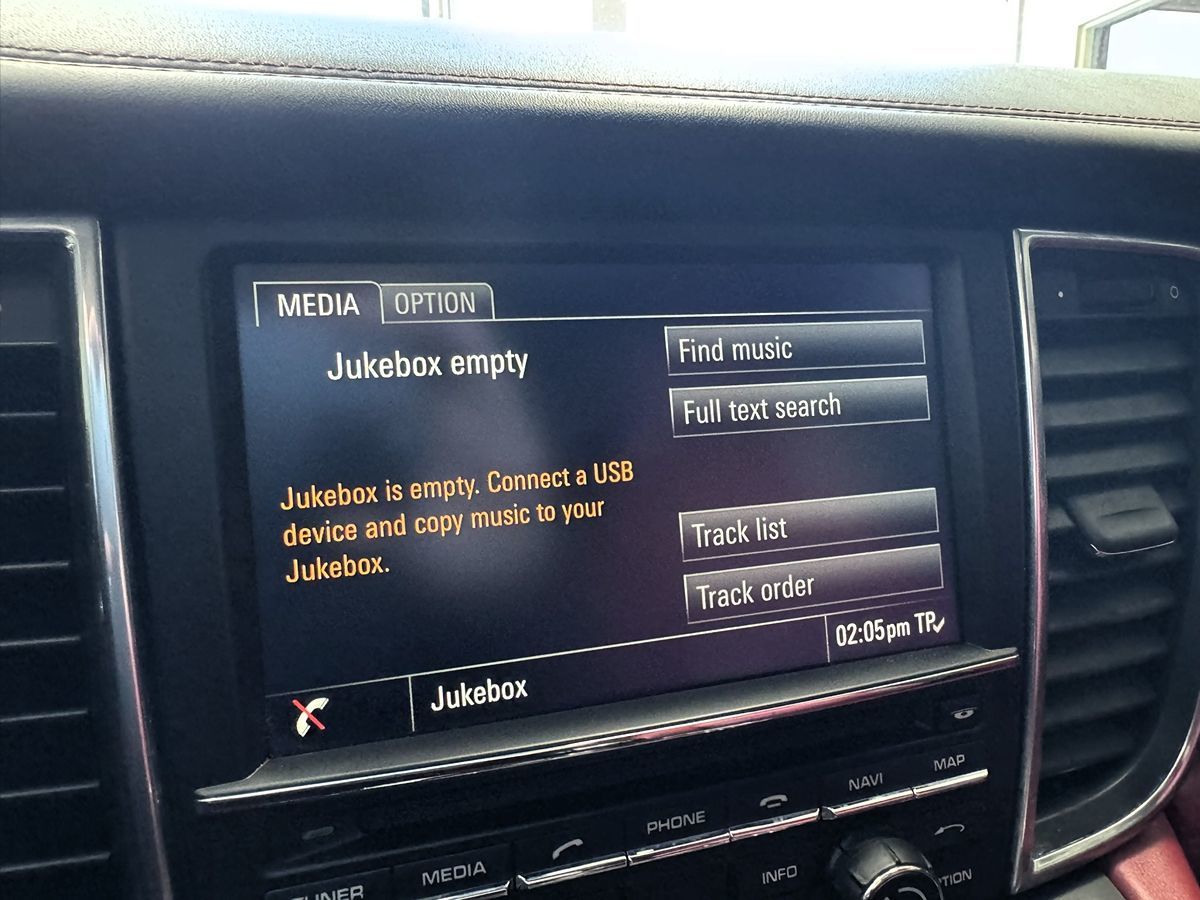 MEDIA OPTION
Jukebox empty
Find music
Full text search
Jukebox is empty. Connect a USB
device and copy music to your
Jukebox.
Track list
Track order
02:05pm TP
Jukebox
NAVI MAP
PHONE
MEDIA
INFO